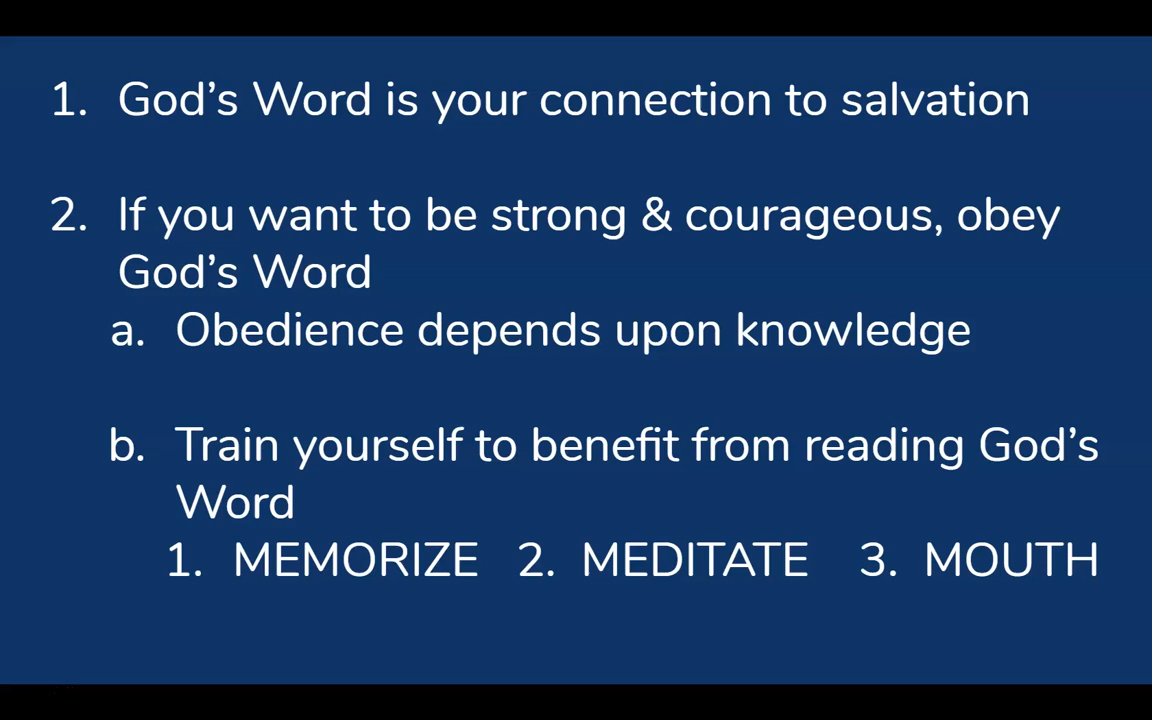 1. God’s Word is your connection to salvation
2. If you want to be strong & courageous, obey
God’s Word
a. Obedience depends upon knowledge
b. Train yourself to benefit from reading God’s
Word
1. MEMORIZE 2. MEDITATE 3. MOUTH